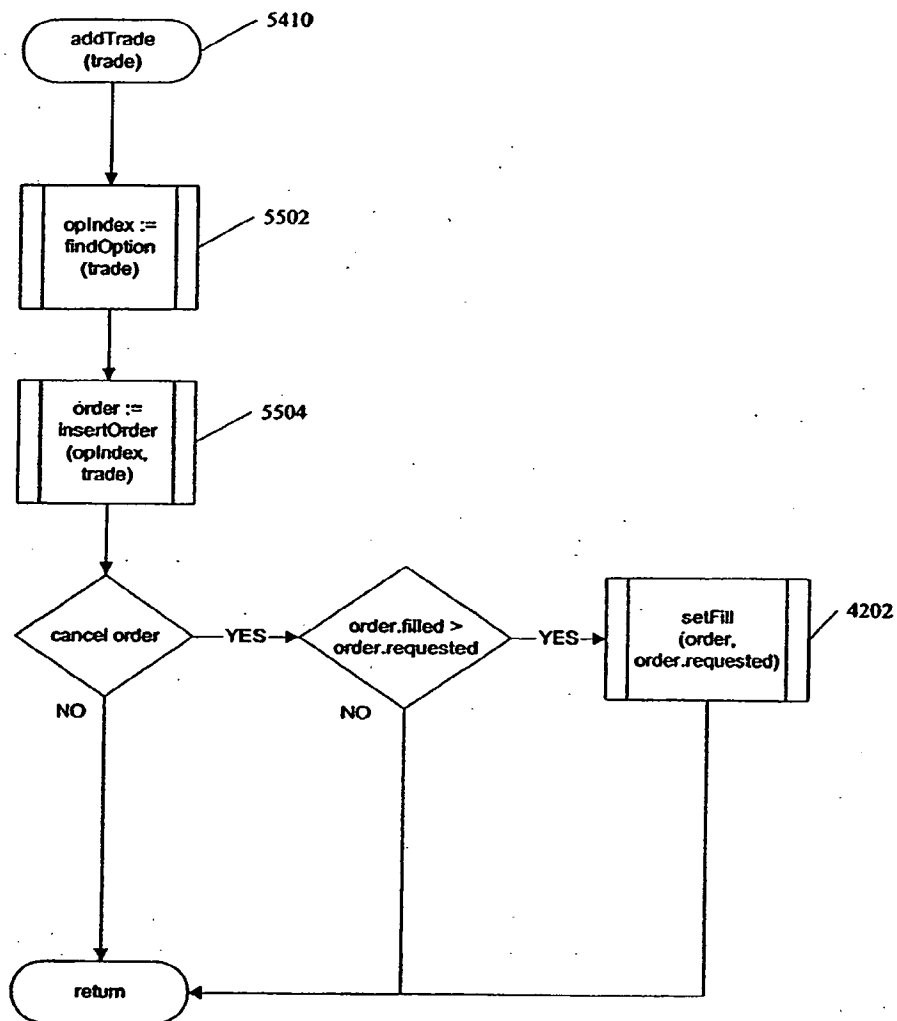 addTrade
(trade)
5410
opIndex :=
findOption
(trade)
5502
order :=
insertOrder
(opIndex,
trade)
5504
cancel order
YES
order.filled >
order.requested
YES
setFill
(order,
order.requested)
4202
NO
NO
return